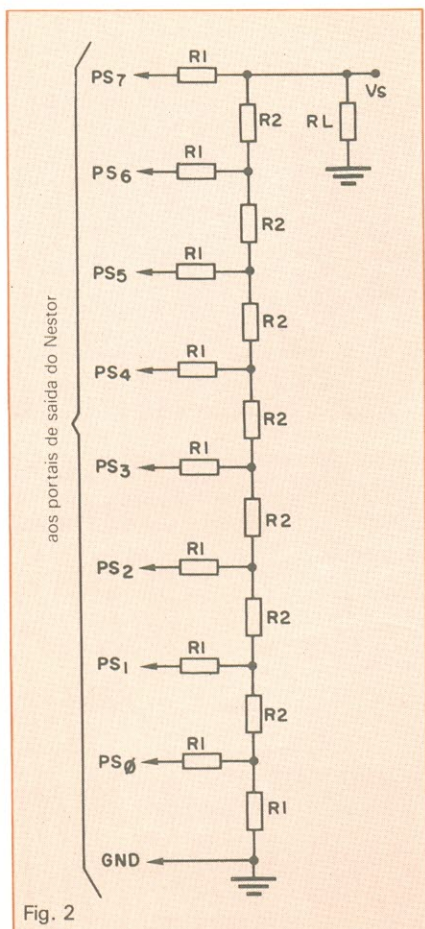 R1
PS7
Vs
R2
RL
R1
PS6
R2
R1
PS5
R2
R1
PS4
R2
R1
PS3
R2
R1
PS2
R2
R1
PS1
R2
R1
PSø
R1
GND
aos portais de saída do Nestor
Fig. 2